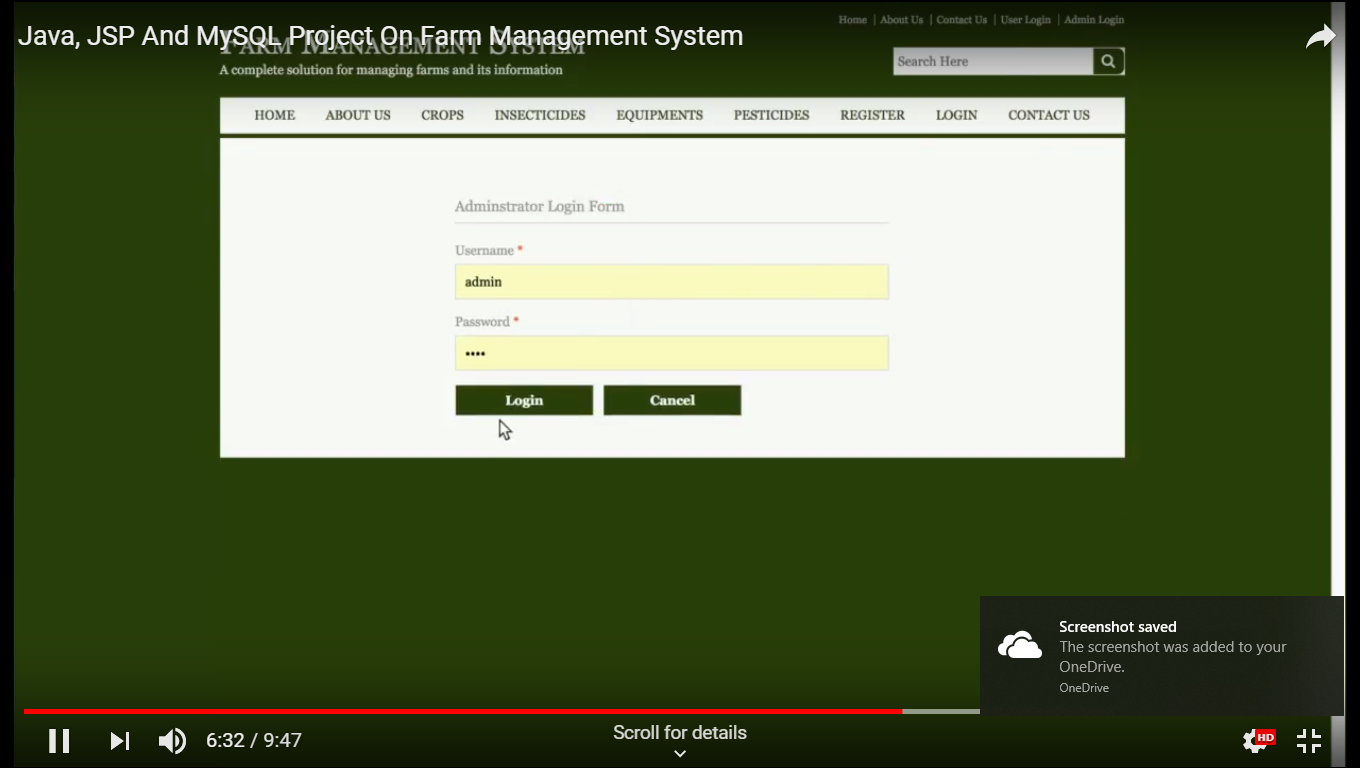 Java, JSP And MySQL Project On Farm Management System
Home | About Us | Contact Us | User Login | Admin Login
FARM MANAGEMENT SYSTEM
A complete solution for managing farms and its information
Search Here
HOME ABOUT US CROPS INSECTICIDES EQUIPMENTS PESTICIDES REGISTER LOGIN CONTACT US
Adminstrator Login Form
Username *
admin
Password *
••••
Login Cancel
Screenshot saved
The screenshot was added to your
OneDrive.
OneDrive
Scroll for details
6:32 / 9:47
HD